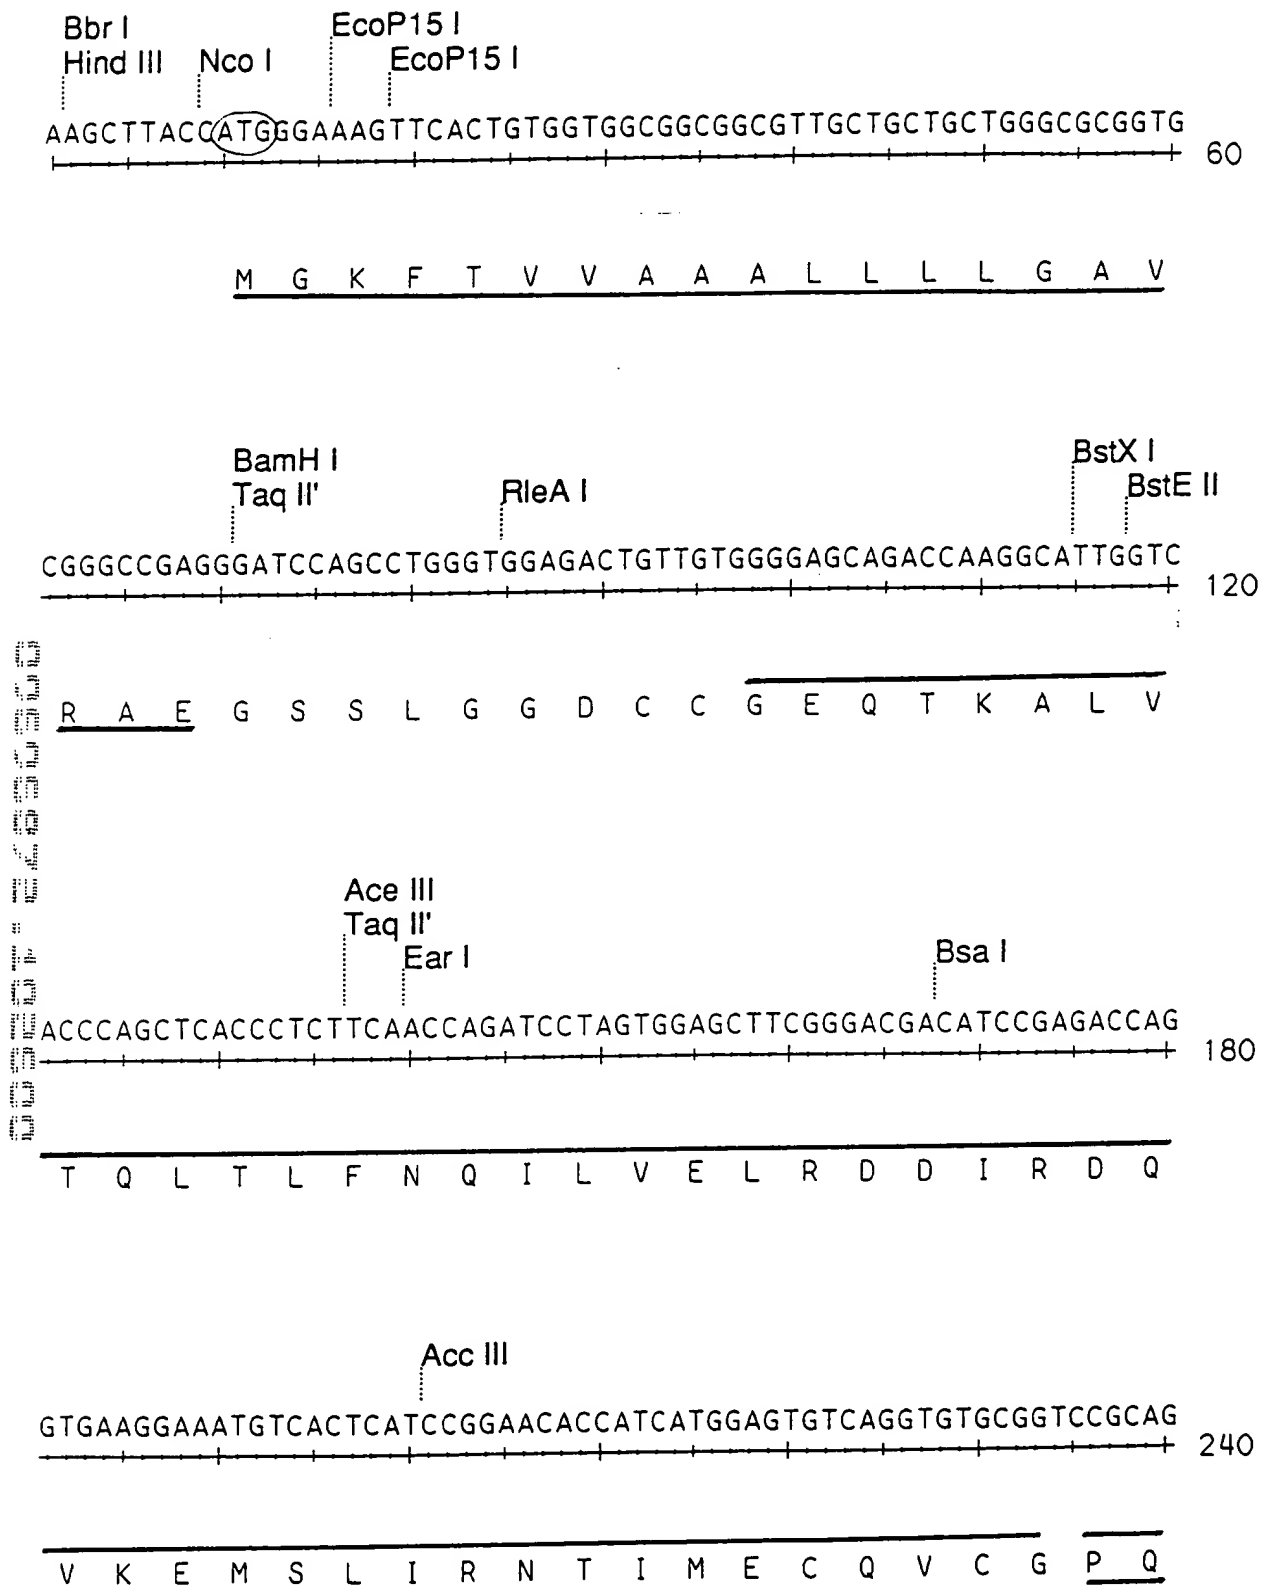 Bbr I EcoP15 I
Hind III Nco I EcoP15 I
AAGCTTACCATGGGAAAGTTCACTGTGGTGGCGGCGGCGTTGCTGCTGCTGGGCGCGGTG
60
M G K F T V V A A A L L L L G A V
BamH I BstX I
Taq II' RleA I BstE II
CGGGCCGAGGGATCCAGCCTGGGTGGAGACTGTTGTGGGGAGCAGACCAAGGCATTGGTC
120
R A E G S S L G G D C C G E Q T K A L V
Ace III
Taq II'
Ear I Bsa I
ACCCAGCTCACCCTCTTCAACCAGATCCTAGTGGAGCTTCGGGACGACATCCGAGACCAG
180
T Q L T L F N Q I L V E L R D D I R D Q
Acc III
GTGAAGGAAATGTCACTCATCCGGAACACCATCATGGAGTGTCAGGTGTGCGGTCCGCAG
240
V K E M S L I R N T I M E C Q V C G P Q